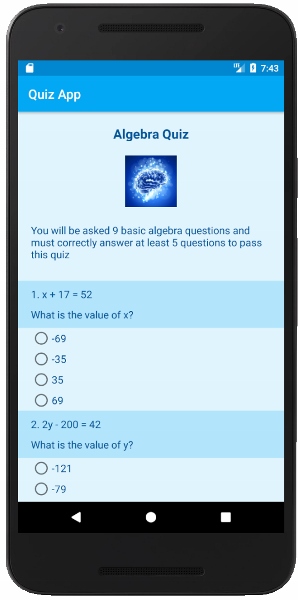 7:43
Quiz App
Algebra Quiz
You will be asked 9 basic algebra questions and
must correctly answer at least 5 questions to pass
this quiz
1. x + 17 = 52
What is the value of x?
-69
-35
35
69
2. 2y - 200 = 42
What is the value of y?
-121
-79